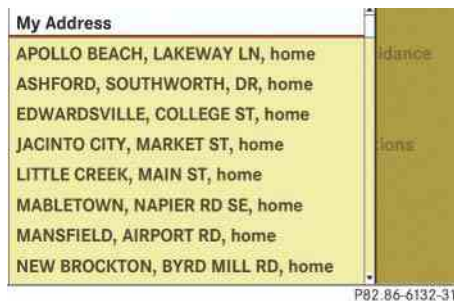 My Address
APOLLO BEACH, LAKEWAY LN, home
idance
ASHFORD, SOUTHWORTH, DR, home
EDWARDSVILLE, COLLEGE ST, home
JACINTO CITY, MARKET ST, home
ions
LITTLE CREEK, MAIN ST, home
MABLETOWN, NAPIER RD SE, home
MANSFIELD, AIRPORT RD, home
NEW BROCKTON, BYRD MILL RD, home
P82.86-6132-31